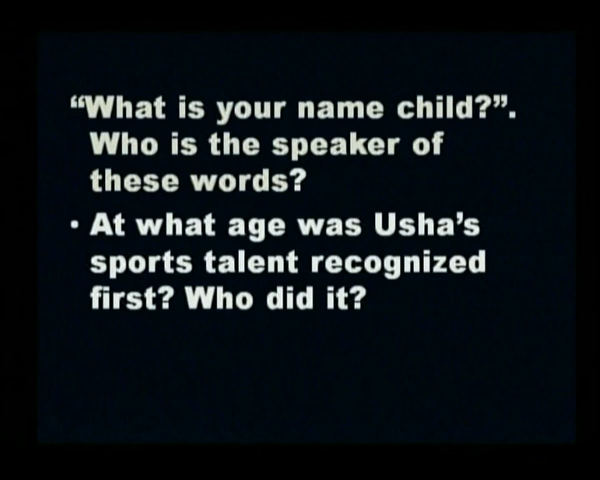 “What is your name child?”.
Who is the speaker of
these words?
• At what age was Usha’s
sports talent recognized
first? Who did it?